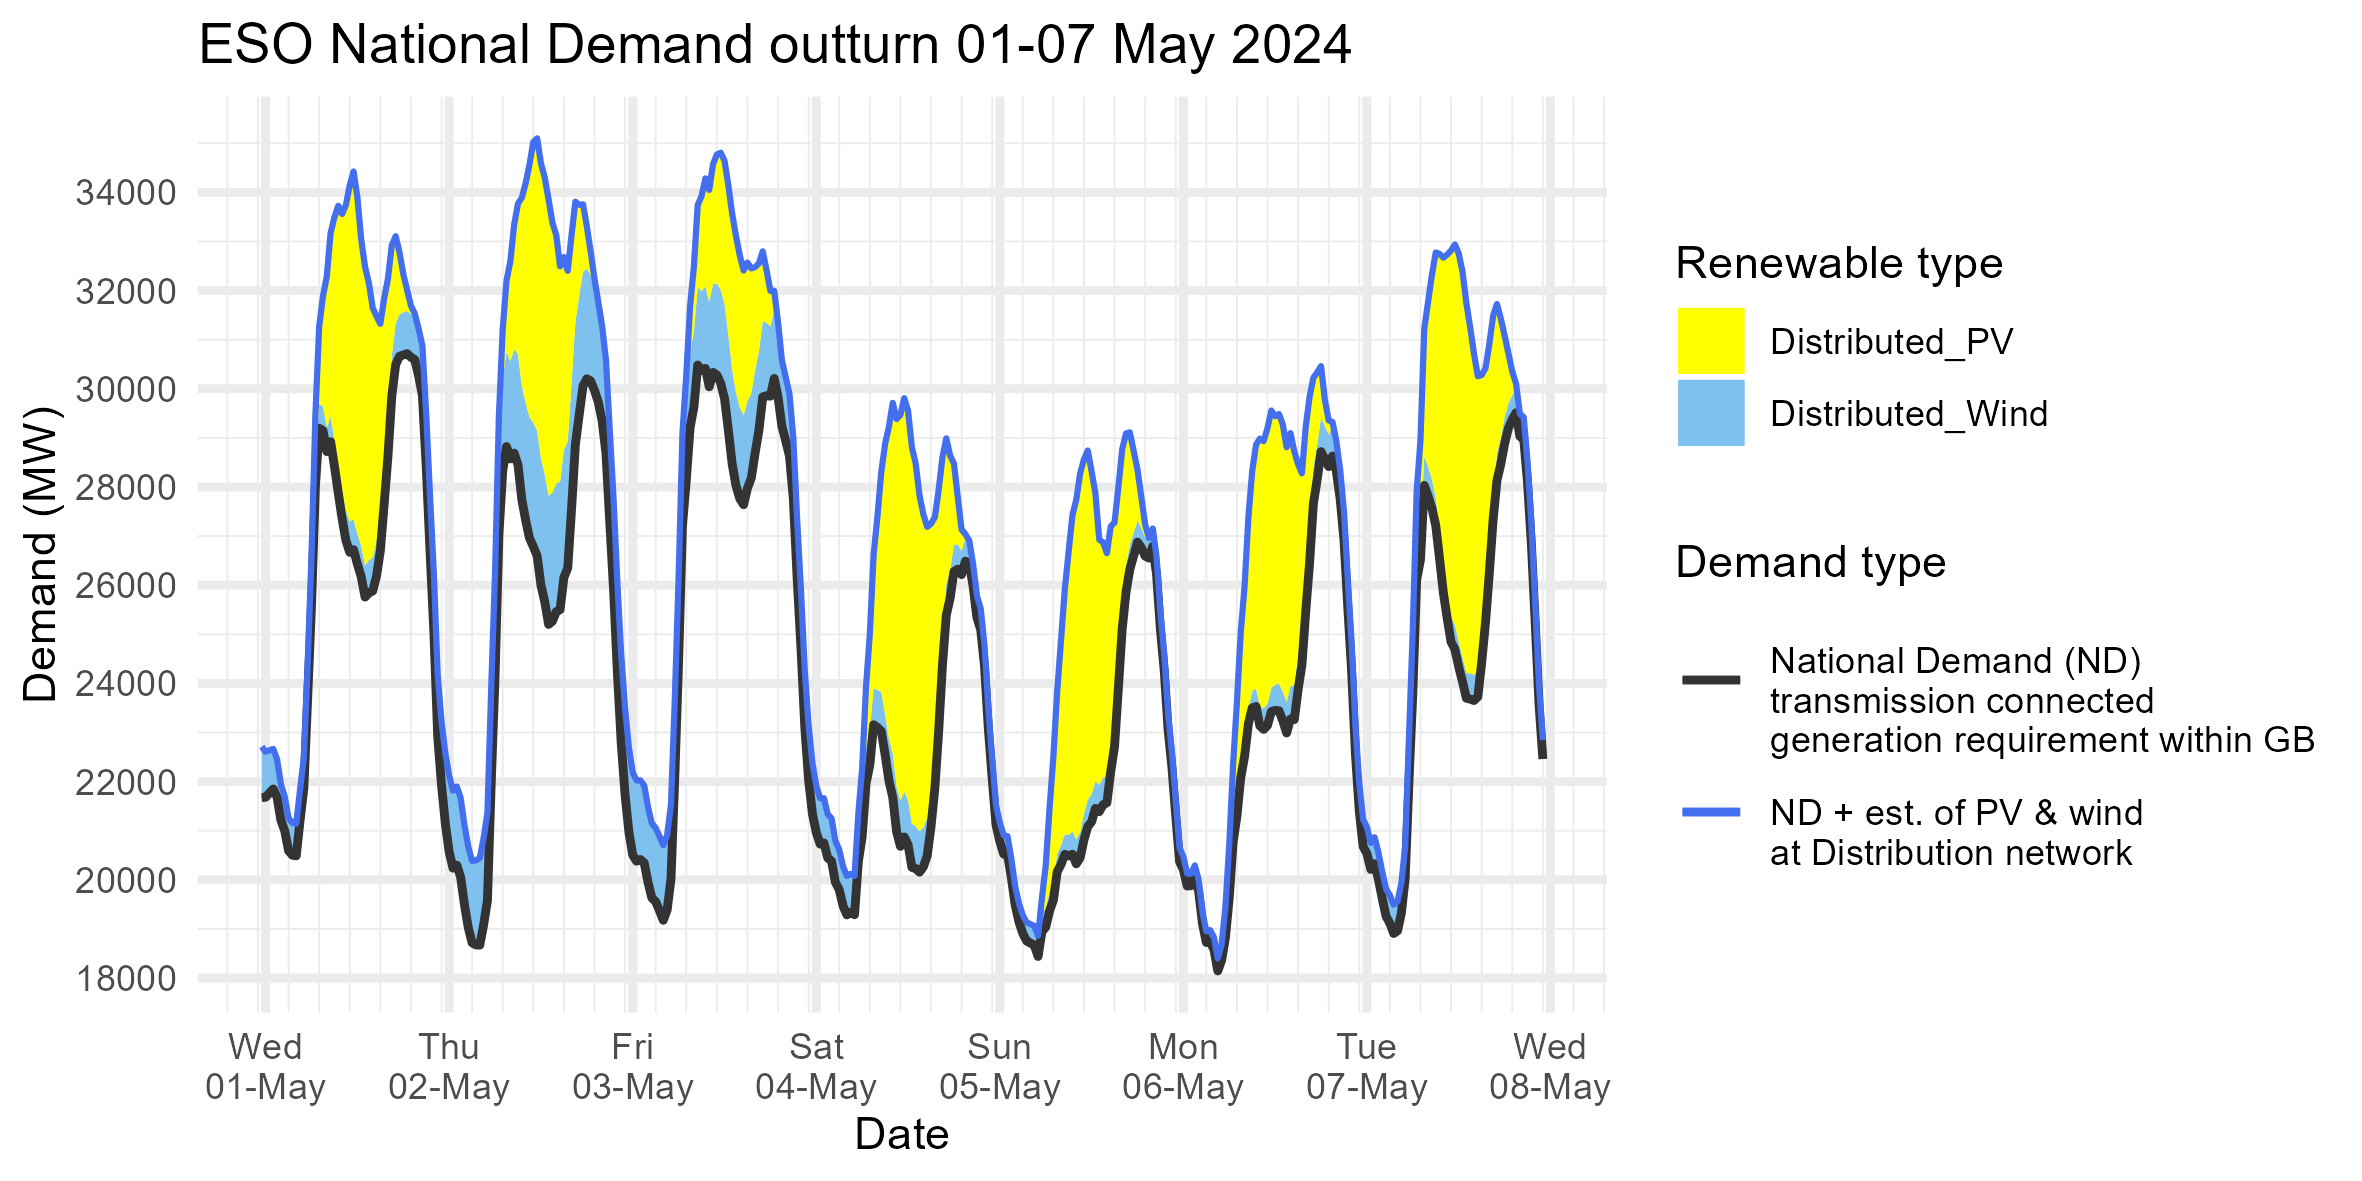 ESO National Demand outturn 01-07 May 2024
Demand (MW)
34000
32000
30000
28000
26000
24000
22000
20000
18000
Wed
01-May
Thu
02-May
Fri
03-May
Sat
04-May
Sun
05-May
Mon
06-May
Tue
07-May
Wed
08-May
Date
Renewable type
Distributed_PV
Distributed_Wind
Demand type
National Demand (ND)
transmission connected
generation requirement within GB
ND + est. of PV & wind
at Distribution network